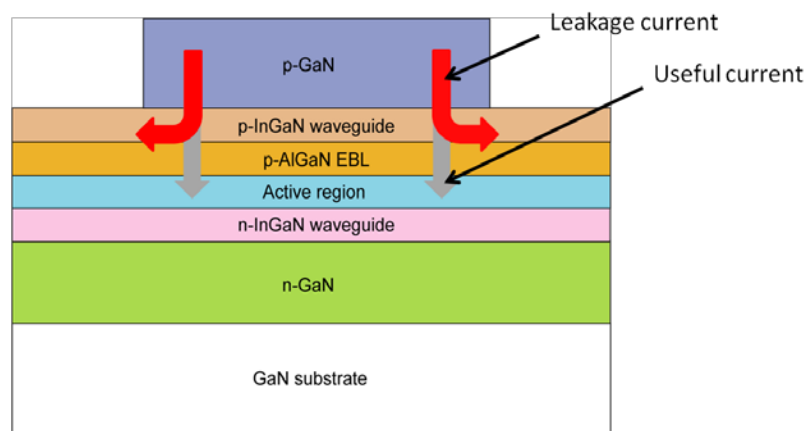 Leakage current
p-GaN
Useful current
p-InGaN waveguide
p-AlGaN EBL
Active region
n-InGaN waveguide
n-GaN
GaN substrate